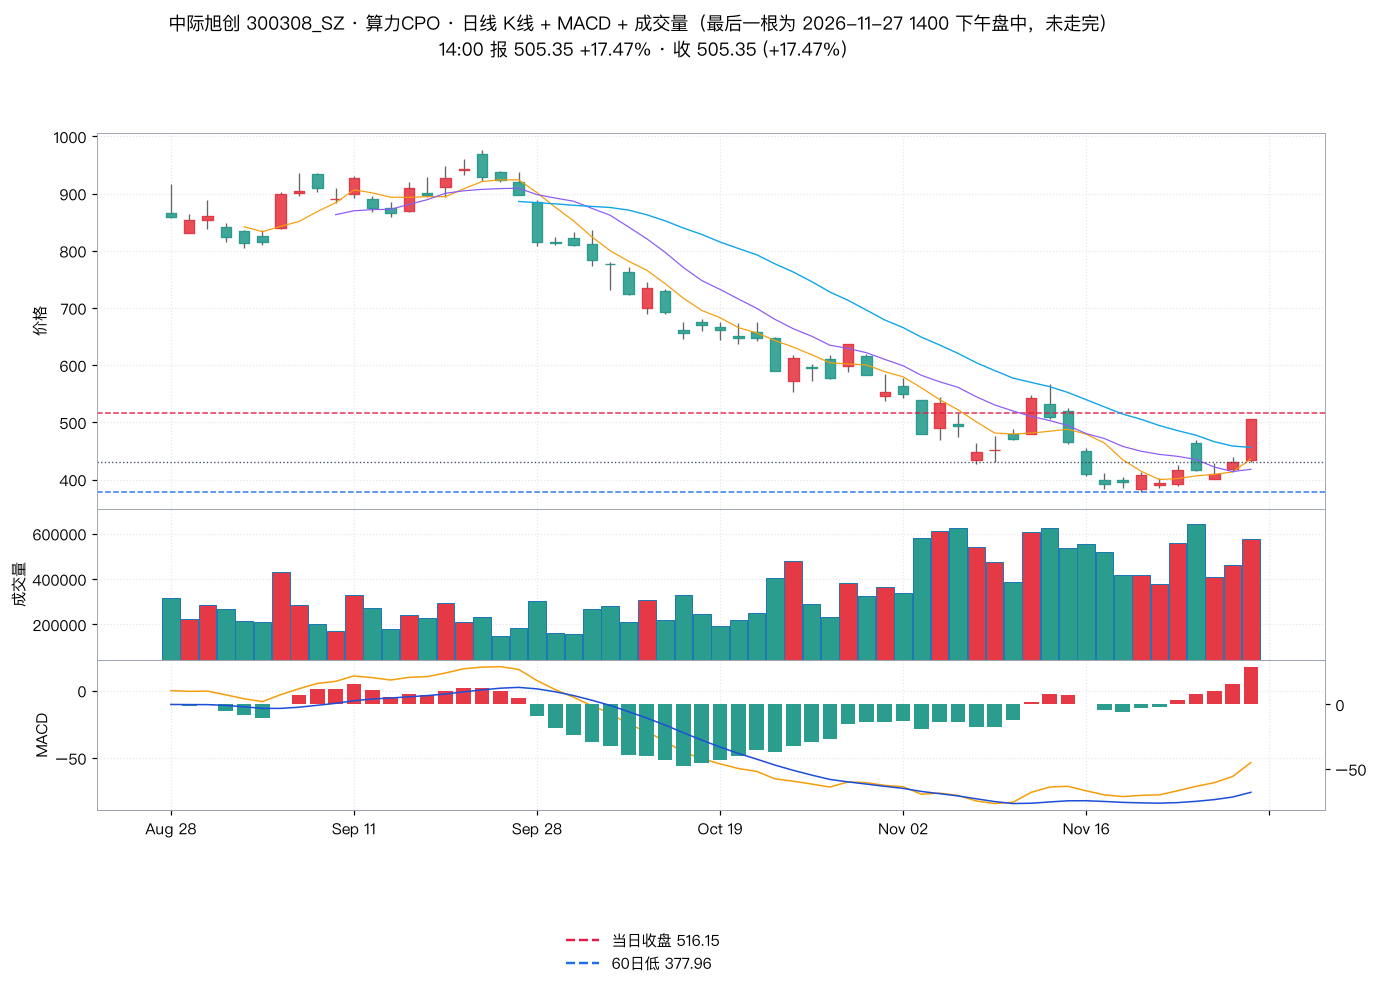 中际旭创 300308_SZ · 算力CPO · 日线 K线 + MACD + 成交量（最后一根为 2026–11–27 1400 下午盘中，未走完）
14:00 报 505.35 +17.47% · 收 505.35 (+17.47%)
1000
900
800
700
600
500
400
价格
600000
400000
200000
成交量
0
−50
MACD
0
−50
Aug 28
Sep 11
Sep 28
Oct 19
Nov 02
Nov 16
当日收盘 516.15
60日低 377.96